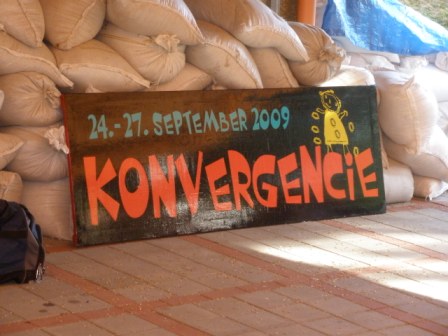 24.-27. SEPTEMBER 2009
KONVERGENCIE